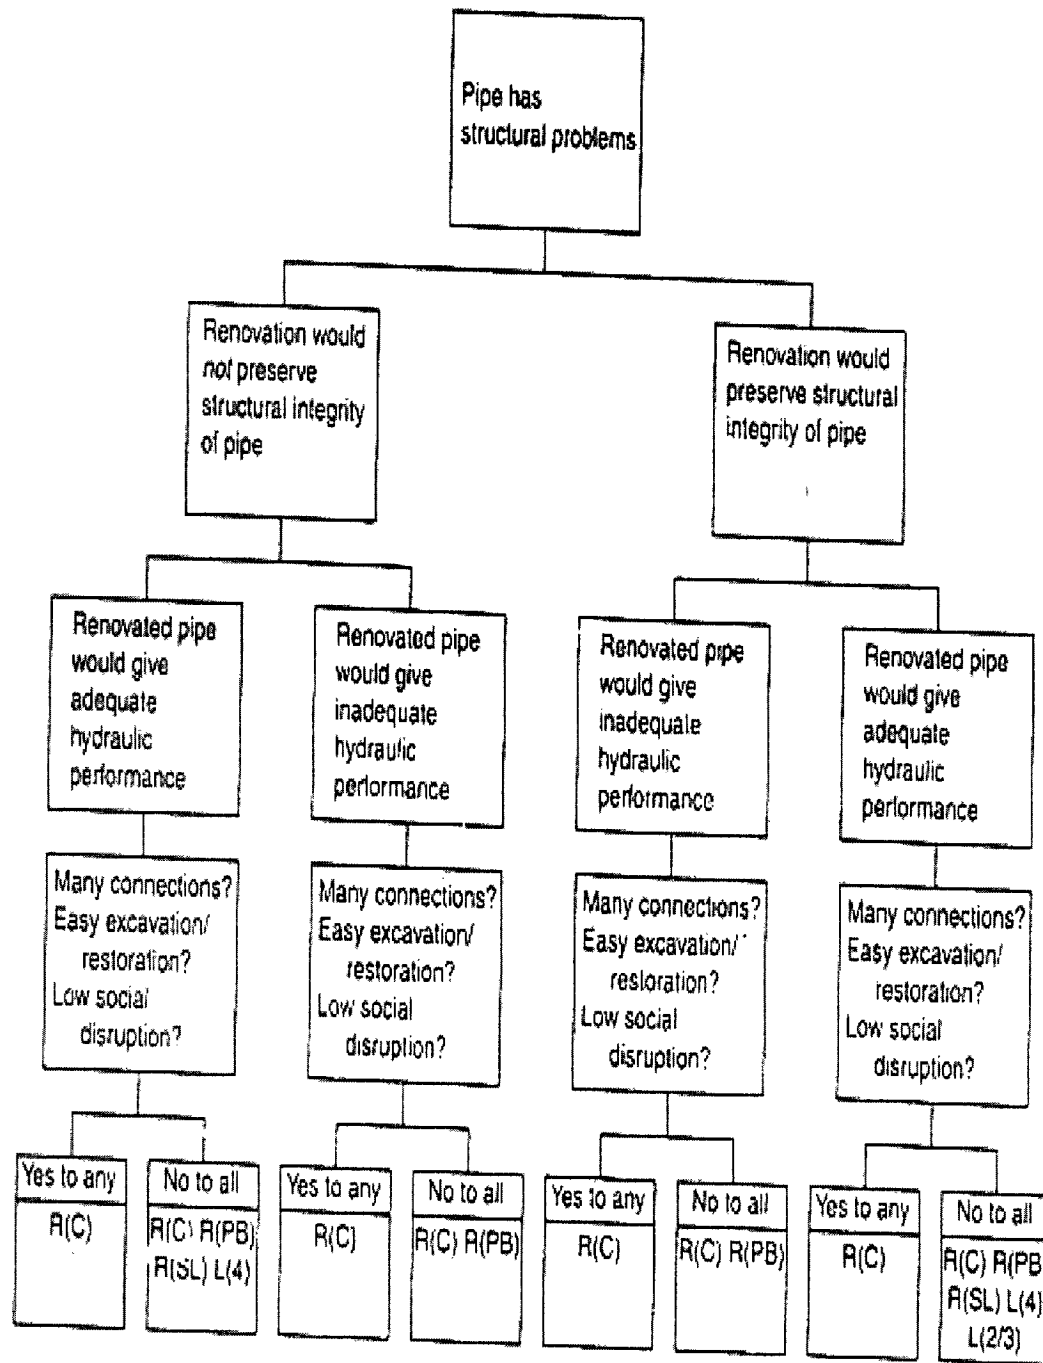 Pipe has
structural problems
Renovation would
not preserve
structural integrity
of pipe
Renovation would
preserve structural
integrity of pipe
Renovated pipe
would give
adequate
hydraulic
performance
Renovated pipe
would give
inadequate
hydraulic
performance
Renovated pipe
would give
inadequate
hydraulic
performance
Renovated pipe
would give
adequate
hydraulic
performance
Many connections?
Easy excavation/
restoration?
Low social
disruption?
Many connections?
Easy excavation/
restoration?
Low social
disruption?
Many connections?
Easy excavation/
restoration?
Low social
disruption?
Many connections?
Easy excavation/
restoration?
Low social
disruption?
Yes to any
R(C)
No to all
R(C) R(PB)
R(SL) L(4)
Yes to any
R(C)
No to all
R(C) R(PB)
Yes to any
R(C)
No to all
R(C) R(PB)
Yes to any
R(C)
No to all
R(C) R(PB
R(SL) L(4)
L(2/3)